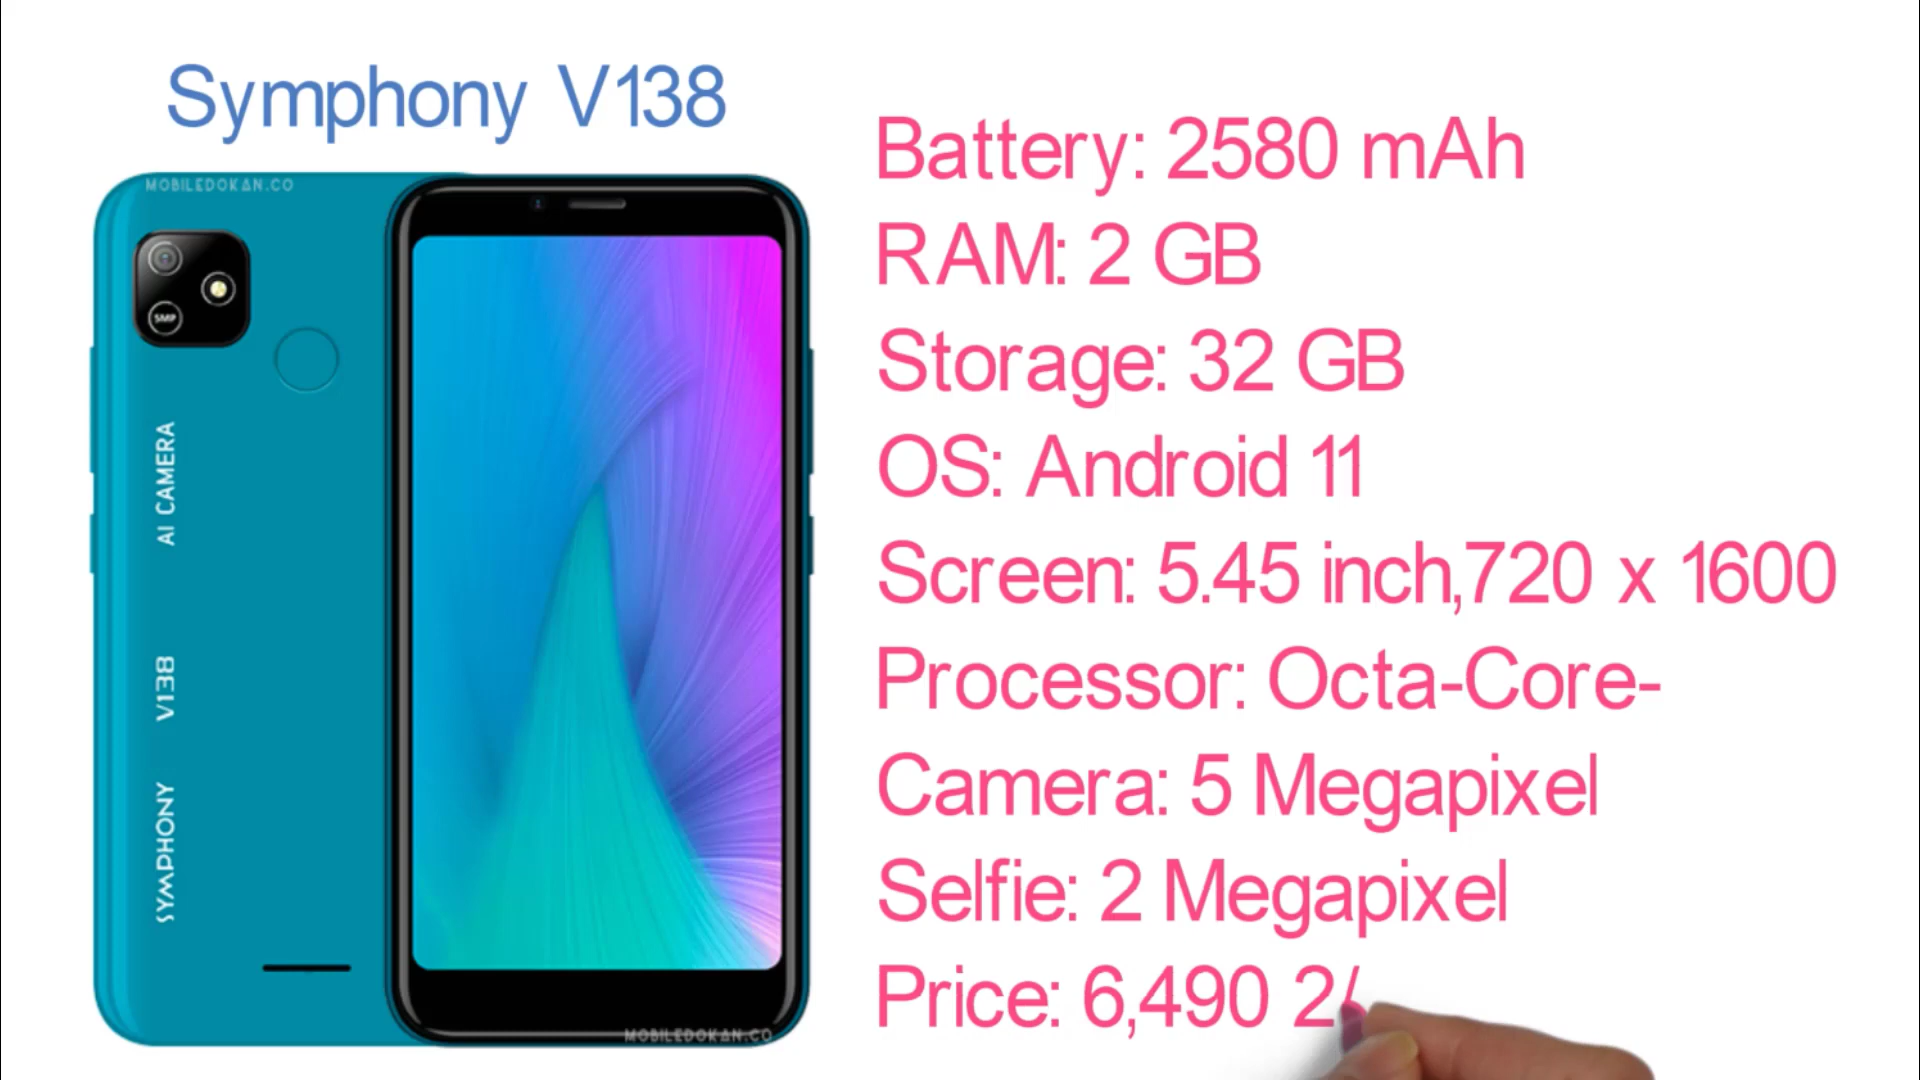 Symphony V138
MOBILEDOKAN.CO
5MP
AI CAMERA
V138
SYMPHONY
MOBILEDOKAN.CO
Battery: 2580 mAh
RAM: 2 GB
Storage: 32 GB
OS: Android 11
Screen: 5.45 inch,720 x 1600
Processor: Octa-Core-
Camera: 5 Megapixel
Selfie: 2 Megapixel
Price: 6,490 2/